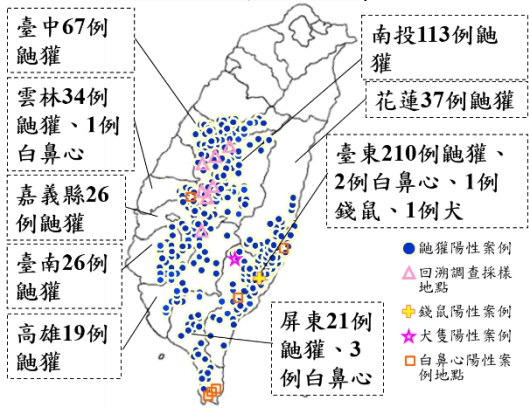 臺中67例
鼬獾
南投113例鼬
獾
雲林34例
鼬獾、1例
白鼻心
花蓮37例鼬獾
臺東210例鼬獾、
2例白鼻心、1例
錢鼠、1例犬
嘉義縣26
例鼬獾
臺南26例
鼬獾
高雄19例
鼬獾
屏東21例
鼬獾、3
例白鼻心
鼬獾陽性案例
回溯調查採樣
地點
錢鼠陽性案例
犬隻陽性案例
白鼻心陽性案
例地點